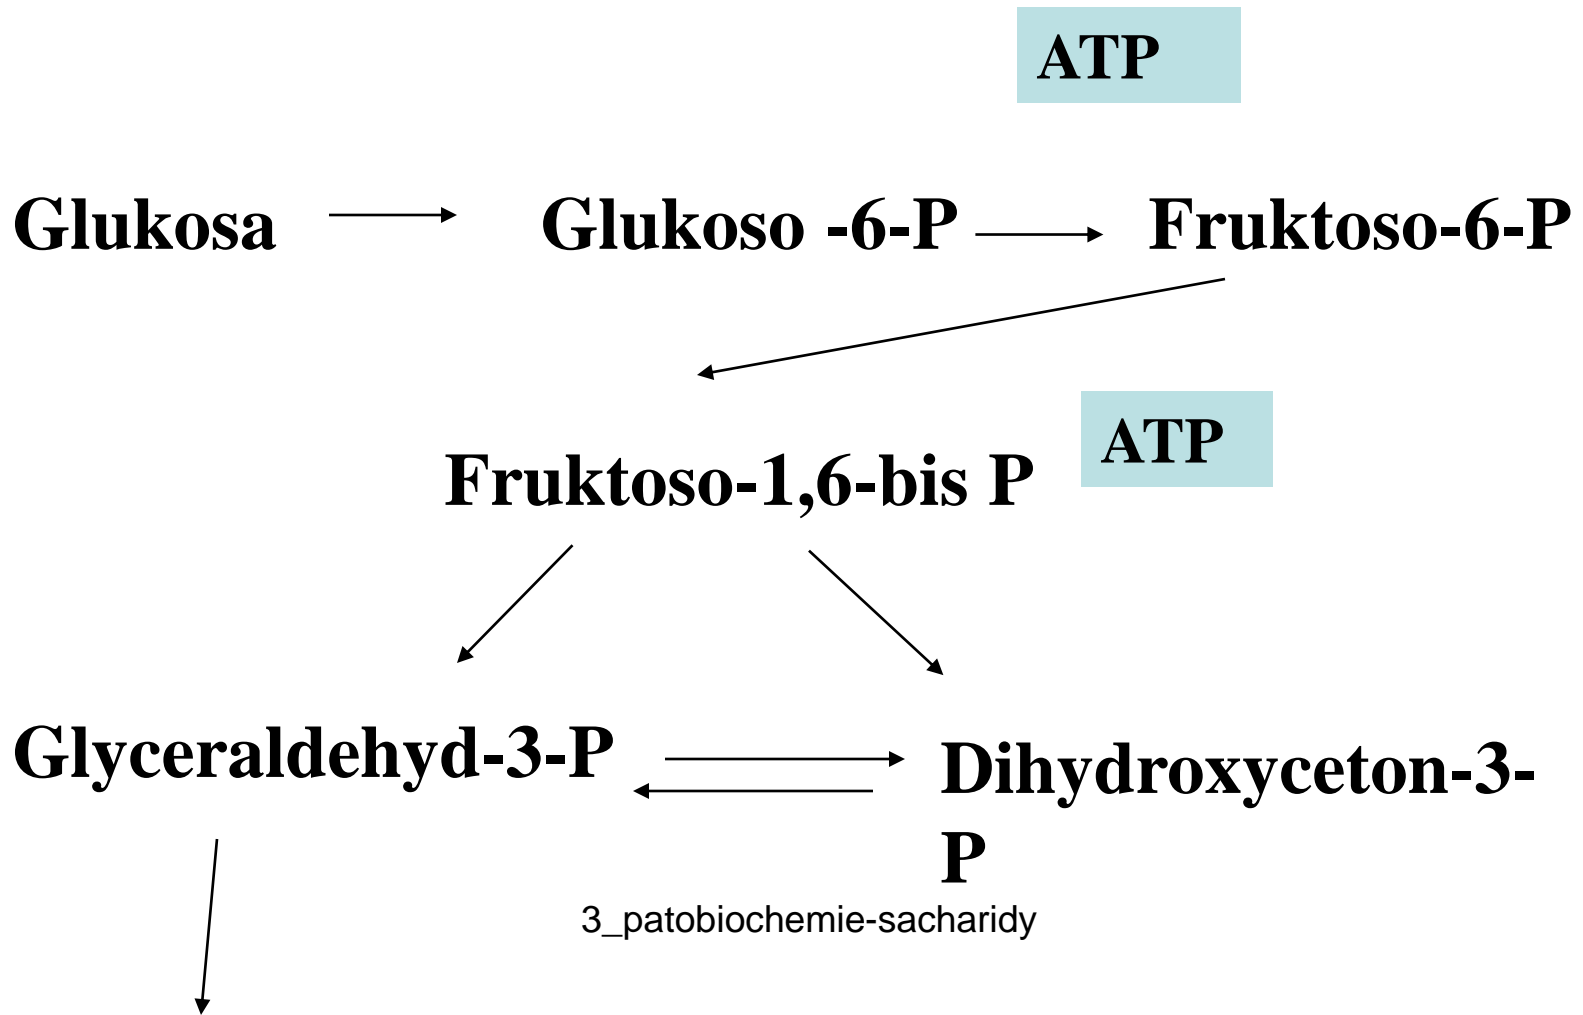 ATP
Glukosa
Glukoso -6-P
Fruktoso-6-P
ATP
Fruktoso-1,6-bis P
Glyceraldehyd-3-P
Dihydroxyceton-3-
P
3_patobiochemie-sacharidy